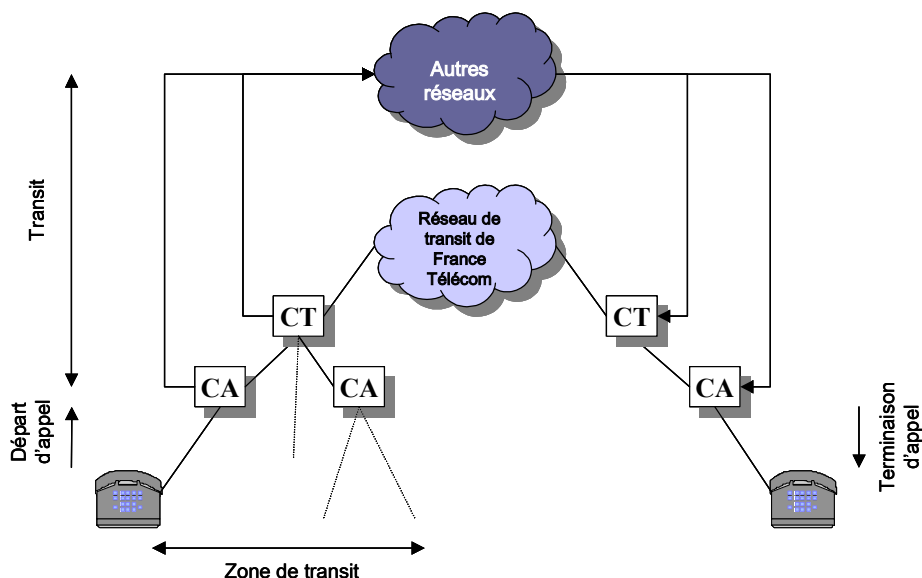 Autres
réseaux
Transit
Réseau de
transit de
France
Télécom
CT
CT
CA
CA
CA
Départ
d'appel
Terminaison
d'appel
Zone de transit